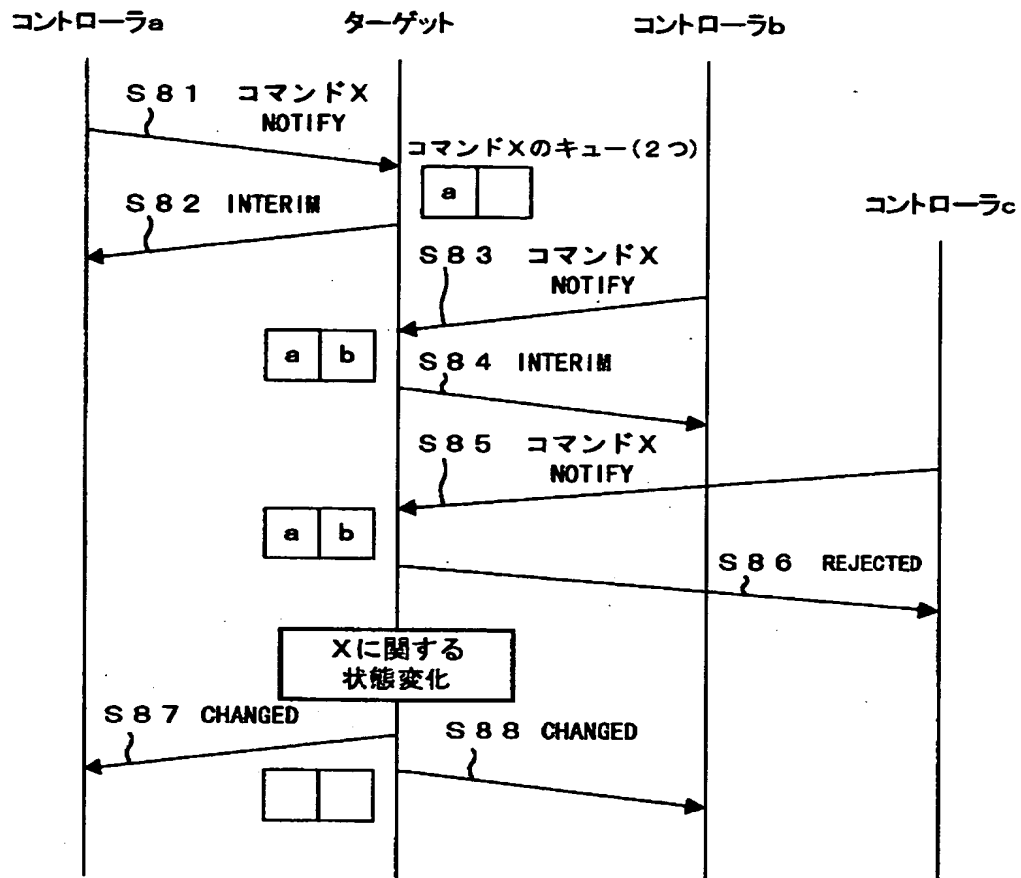 コントローラa
ターゲット
コントローラb
コントローラc
S81 コマンドX
NOTIFY
コマンドXのキュー(2つ)
a
S82 INTERIM
S83 コマンドX
NOTIFY
a b
S84 INTERIM
S85 コマンドX
NOTIFY
a b
S86 REJECTED
Xに関する
状態変化
S87 CHANGED
S88 CHANGED